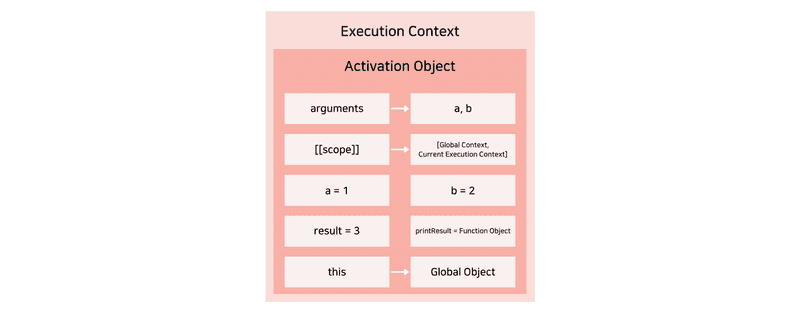 Execution Context
Activation Object
arguments
a, b
[[scope]]
[Global Context,
Current Execution Context]
a = 1
b = 2
result = 3
printResult = Function Object
this
Global Object